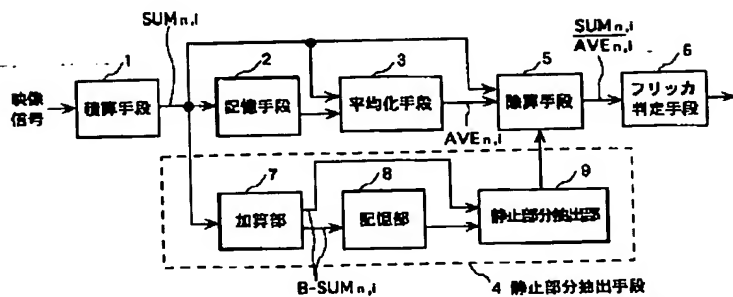 SUMn,i
SUMn,i
AVEn,i
1
2
3
5
6
映像
信号
積算手段
記憶手段
平均化手段
除算手段
フリッカ
判定手段
AVEn,i
7
8
9
加算部
記憶部
静止部分抽出部
B-SUMn,i
4 静止部分抽出手段